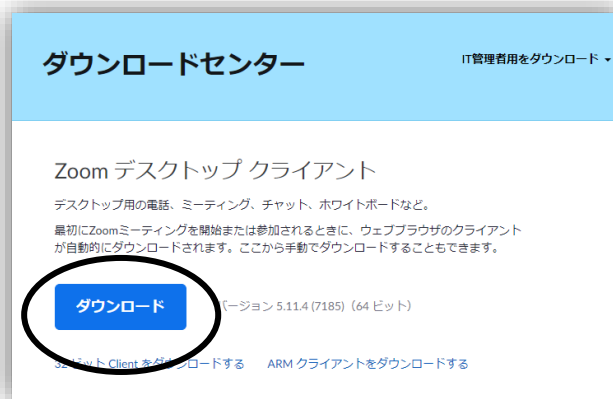 ダウンロードセンター
IT管理者用をダウンロード
Zoom デスクトップ クライアント
デスクトップ用の電話、ミーティング、チャット、ホワイトボードなど。
最初にZoomミーティングを開始または参加されるときに、ウェブブラウザのクライアント
が自動的にダウンロードされます。ここから手動でダウンロードすることもできます。
ダウンロード
バージョン 5.11.4 (7185)（64 ビット）
32 ビット Client をダウンロードする ARM クライアントをダウンロードする